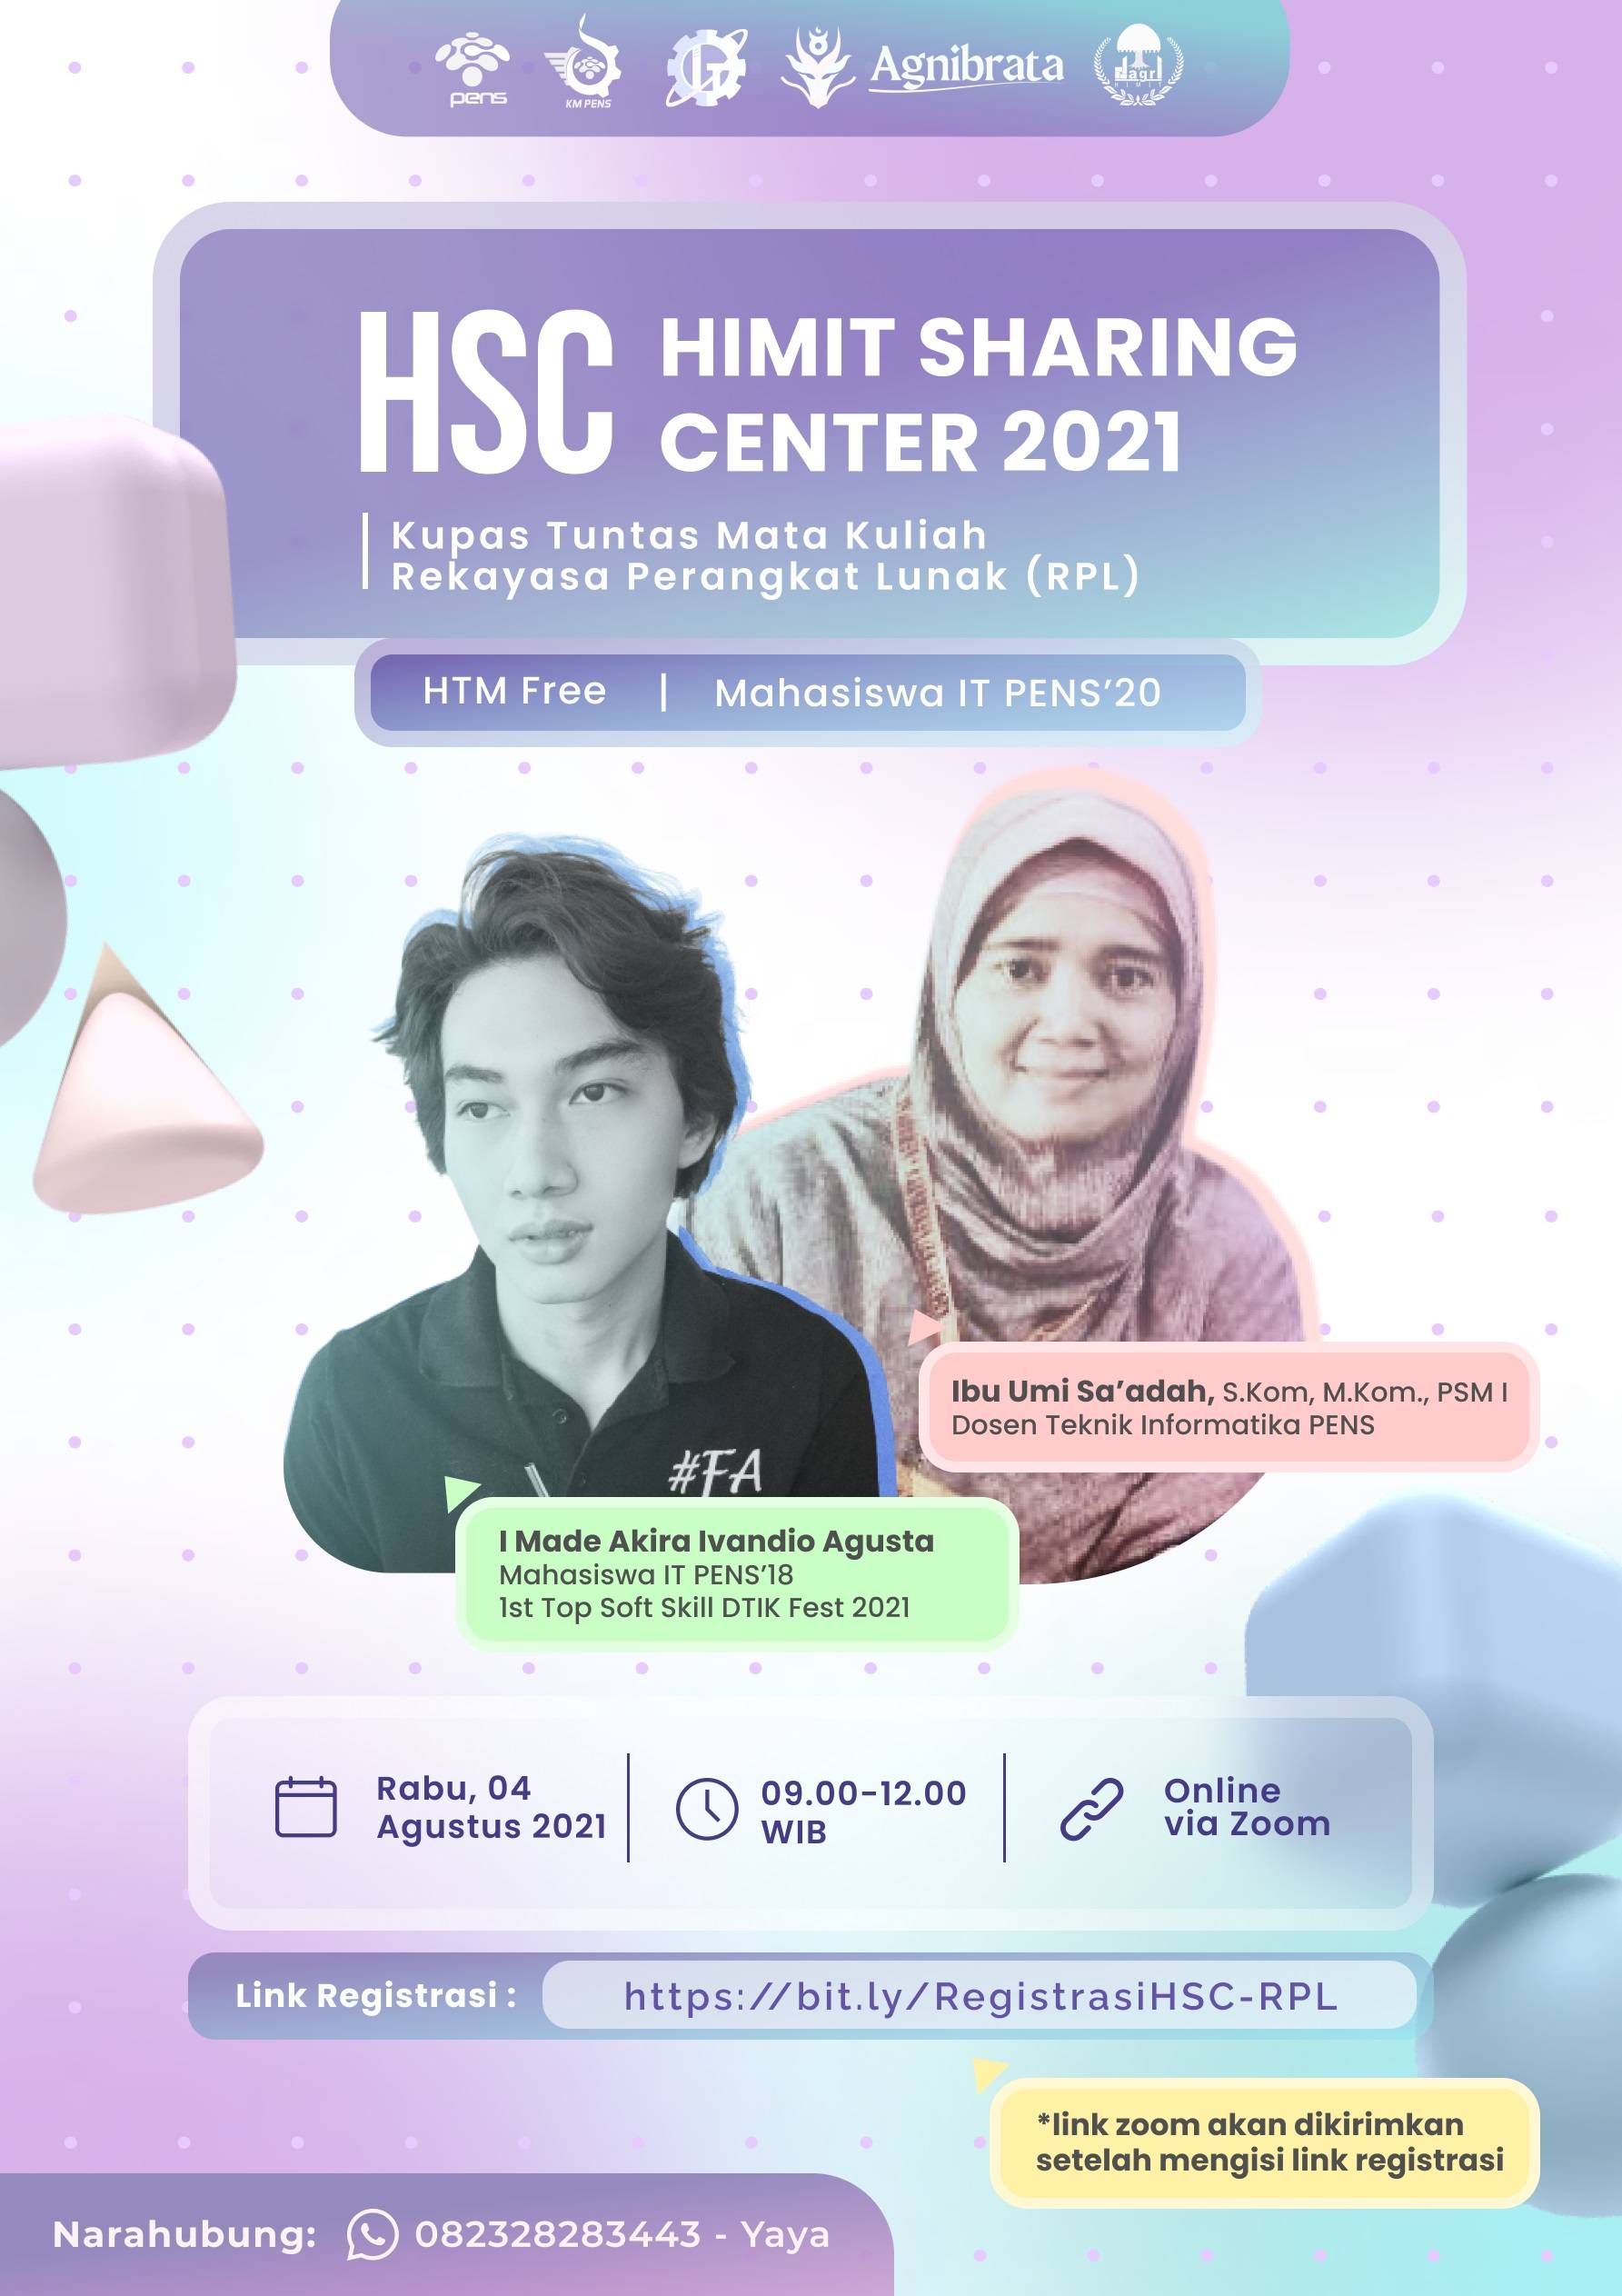 pens
KM PENS
IT
Agnibrata
HSC
HIMIT SHARING
CENTER 2021
Kupas Tuntas Mata Kuliah
Rekayasa Perangkat Lunak (RPL)
HTM Free | Mahasiswa IT PENS'20
Ibu Umi Sa'adah, S.Kom, M.Kom., PSM I
Dosen Teknik Informatika PENS
#FA
I Made Akira Ivandio Agusta
Mahasiswa IT PENS'18
1st Top Soft Skill DTIK Fest 2021
Rabu, 04
Agustus 2021
09.00-12.00
WIB
Online
via Zoom
Link Registrasi : https://bit.ly/RegistrasiHSC-RPL
*link zoom akan dikirimkan
setelah mengisi link registrasi
Narahubung: 082328283443 - Yaya